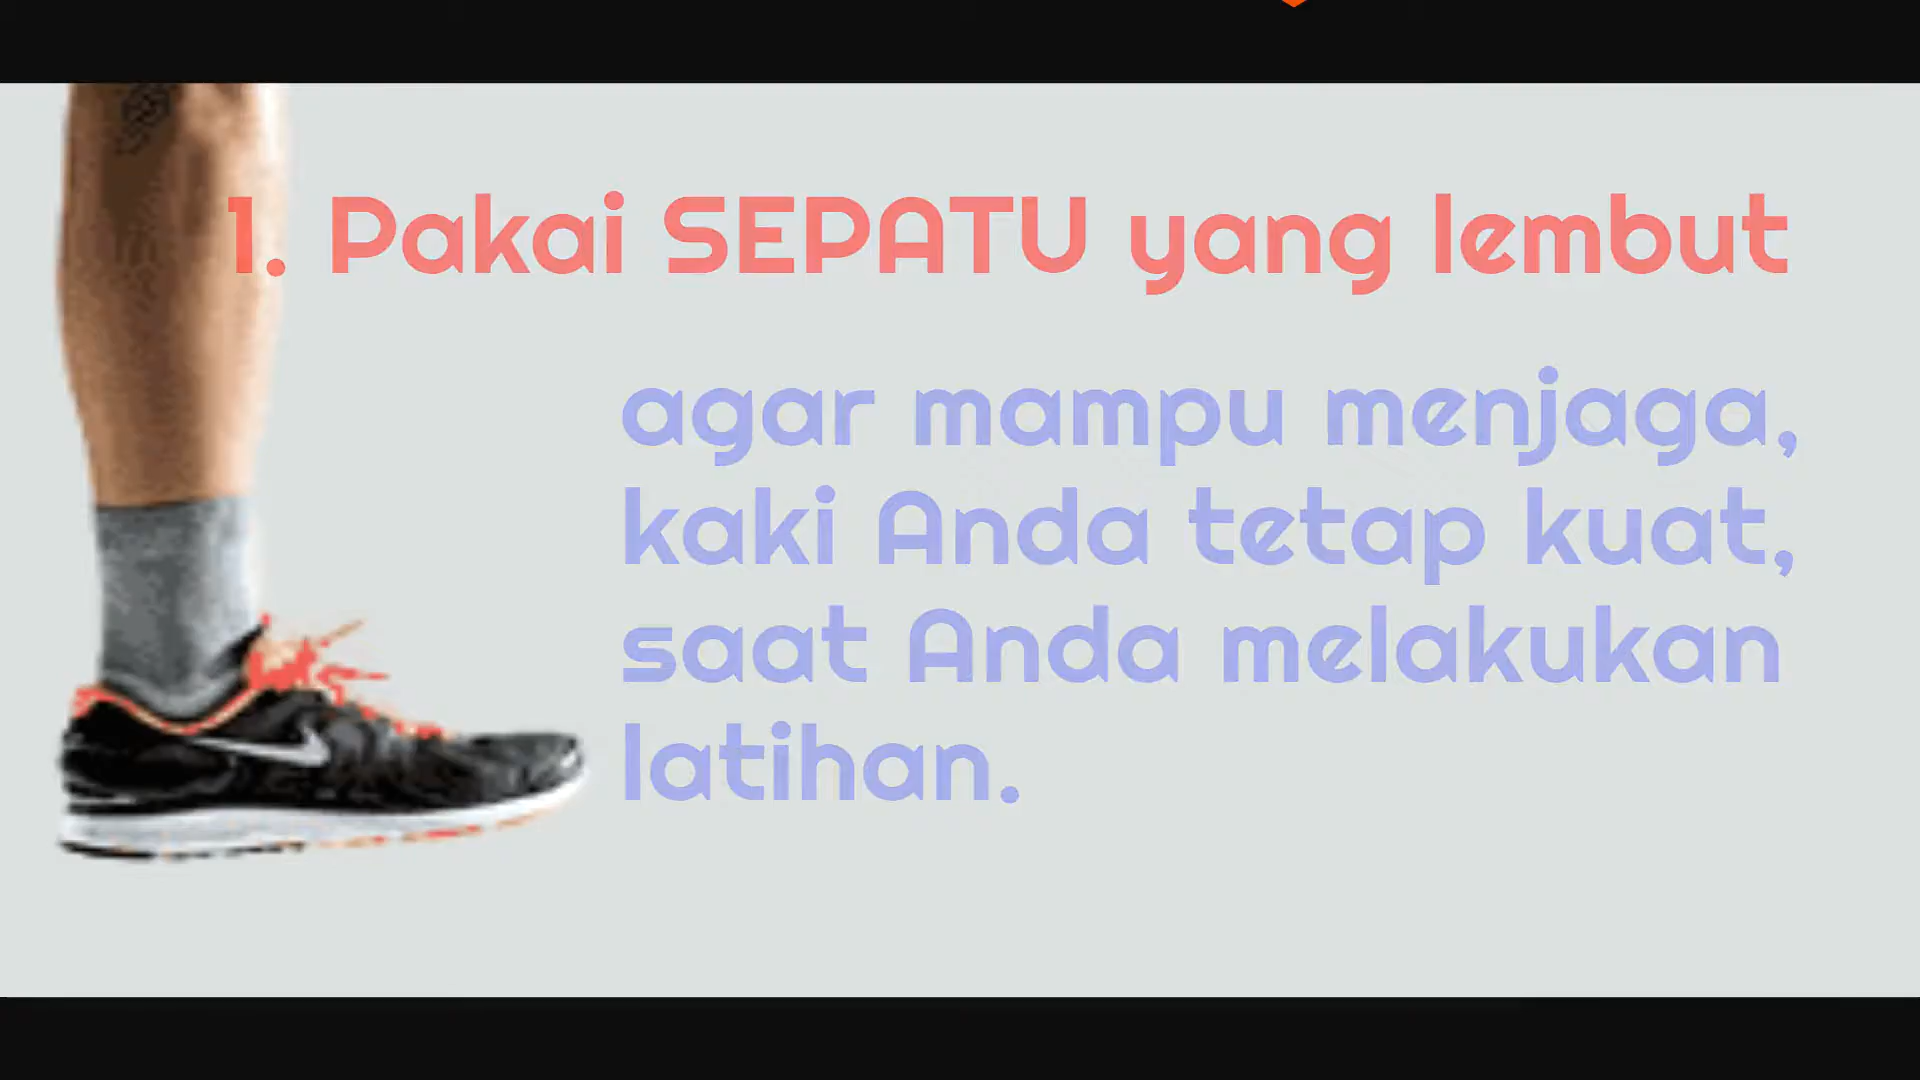 1. Pakai SEPATU yang lembut
agar mampu menjaga,
kaki Anda tetap kuat,
saat Anda melakukan
latihan.